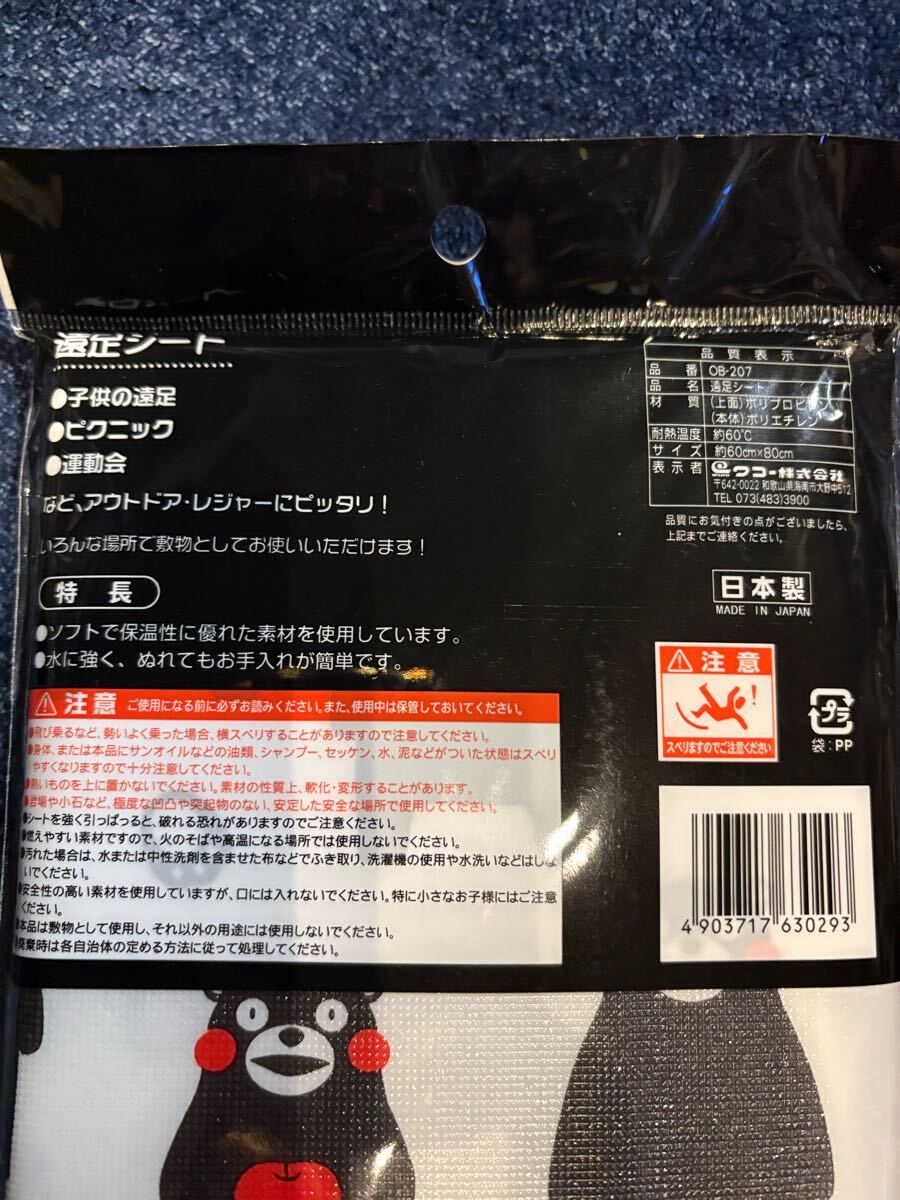 遠足シート
●子供の遠足
●ピクニック
●運動会
など、アウトドア・レジャーにピッタリ！
いろんな場所で敷物としてお使いいただけます！
特長
●ソフトで保温性に優れた素材を使用しています。
●水に強く、ぬれてもお手入れが簡単です。
⚠注意 ご使用になる前に必ずお読みください。また、使用中は保管しておいてください。
●飛び乗るなど、勢いよく乗った場合、横スベリすることがありますので注意してください。
●身体、または本品にサンオイルなどの油類、シャンプー、セッケン、水、泥などがついた状態はスベリ
やすくなりますので十分注意してください。
●熱いものを上に置かないでください。素材の性質上、軟化・変形することがあります。
●岩場や小石など、極度な凹凸や突起物のない、安定した安全な場所で使用してください。
●シートを強く引っぱると、破れる恐れがありますのでご注意ください。
●燃えやすい素材ですので、火のそばや高温になる場所では使用しないでください。
●汚れた場合は、水または中性洗剤を含ませた布などでふき取り、洗濯機の使用や水洗いなどはしな
いでください。
●安全性の高い素材を使用していますが、口には入れないでください。特に小さなお子様にはご注意
ください。
●本品は敷物として使用し、それ以外の用途には使用しないでください。
●廃棄時は各自治体の定める方法に従って処理してください。
品質表示
品番 OB-207
品名 遠足シート
材質 (上面)ポリプロピレン
(本体)ポリエチレン
耐熱温度 約60℃
サイズ 約60cm×80cm
表示者 ワコー株式会社
〒642-0022 和歌山県海南市大野中512
TEL 073(483)3900
品質にお気付きの点がございましたら、
上記までご連絡ください。
日本製
MADE IN JAPAN
⚠注意
!
スベリますのでご注意ください
プラ
袋：PP
4 903717 630293